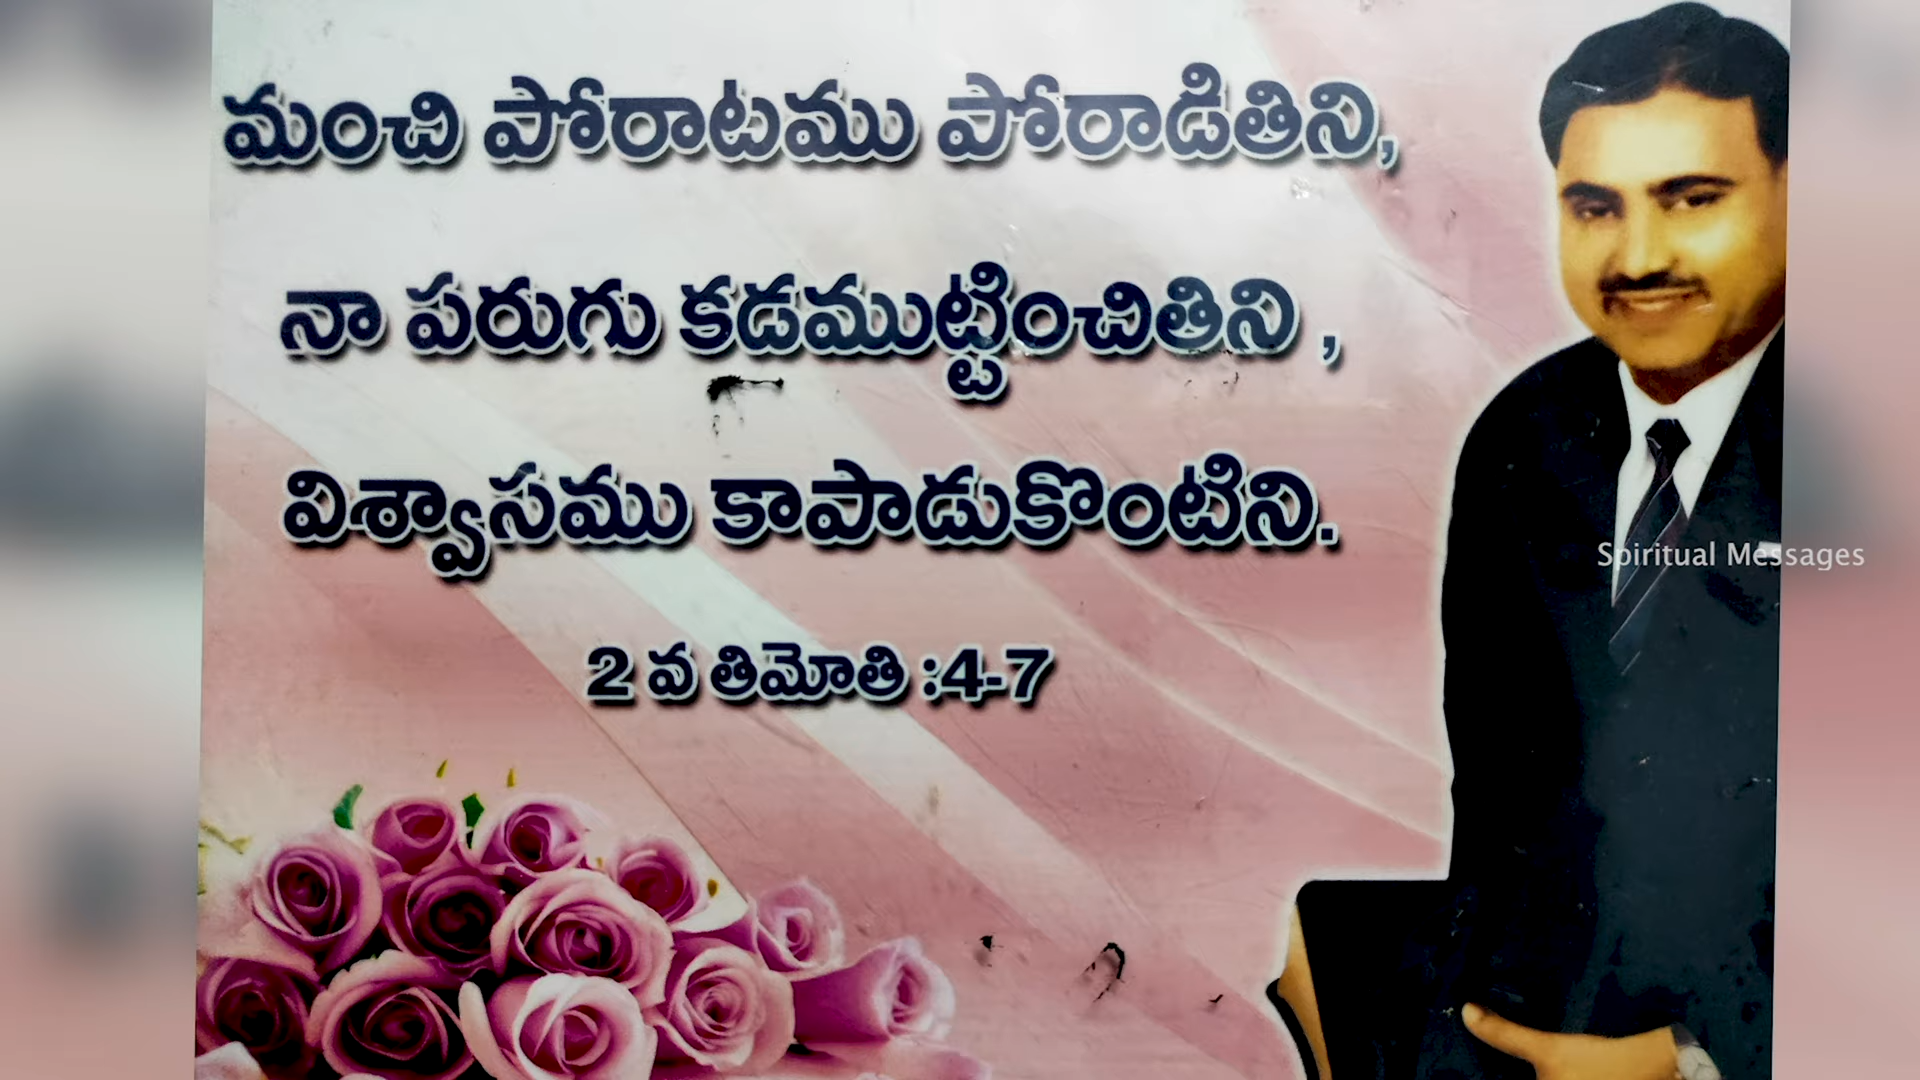 మంచి పోరాటము పోరాడితిని,
నా పరుగు కడముట్టించితిని ,
విశ్వాసము కాపాడుకొంటిని.
2 వ తిమోతి :4-7
Spiritual Messages